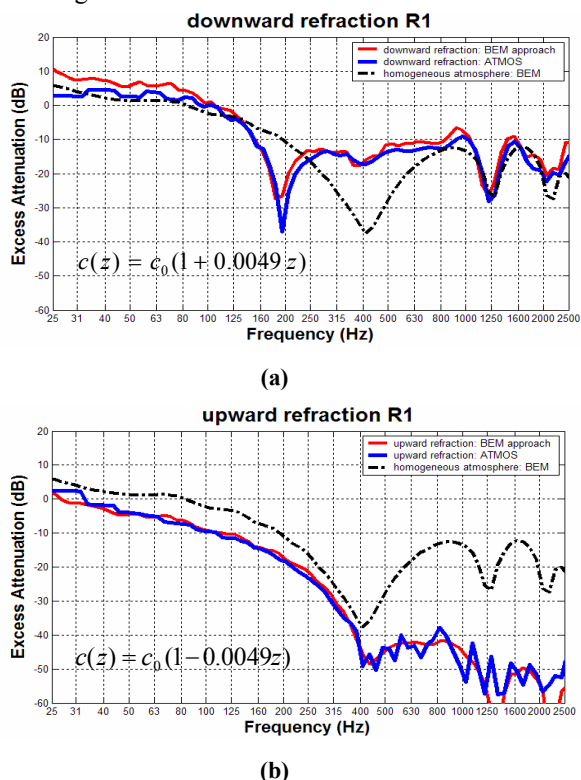 downward refraction R1
20
10
0
-10
-20
-30
-40
-50
-60
Excess Attenuation (dB)
downward refraction: BEM approach
downward refraction: ATMOS
homogeneous atmosphere: BEM
c(z) = c₀(1 + 0.0049 z)
25 31 40 50 63 80 100 125 160 200 250 315 400 500 630 800 1000 1250 1600 2000 2500
Frequency (Hz)
(a)
upward refraction R1
20
10
0
-10
-20
-30
-40
-50
-60
Excess Attenuation (dB)
upward refraction: BEM approach
upward refraction: ATMOS
homogeneous atmosphere: BEM
c(z) = c₀(1−0.0049z)
25 31 40 50 63 80 100 125 160 200 250 315 400 500 630 800 1000 1250 1600 2000 2500
Frequency (Hz)
(b)